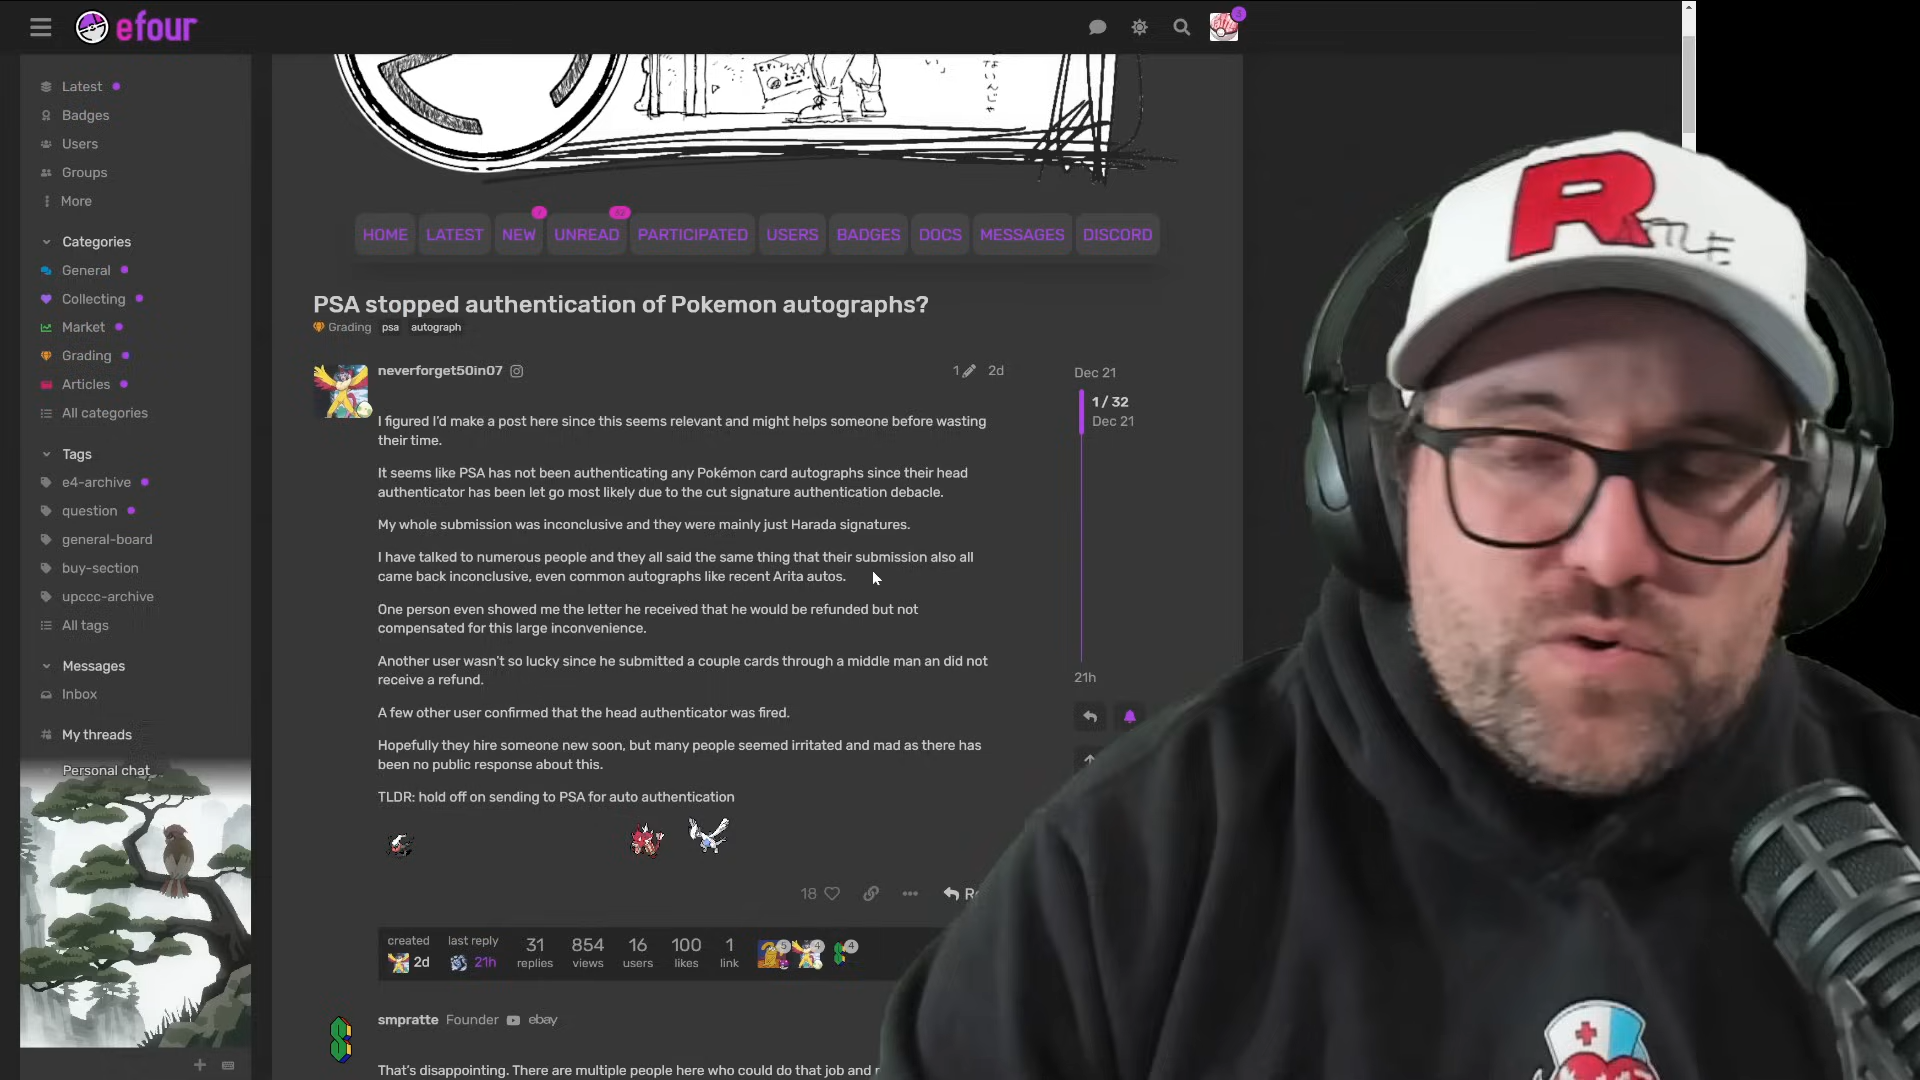 efour
Latest
Badges
Users
Groups
More
Categories
General
Collecting
Market
Grading
Articles
All categories
Tags
e4-archive
question
general-board
buy-section
upccc-archive
All tags
Messages
Inbox
My threads
Personal chat
HOME LATEST NEW UNREAD PARTICIPATED USERS BADGES DOCS MESSAGES DISCORD
PSA stopped authentication of Pokemon autographs?
Grading psa autograph
neverforget50in07
1 2d
I figured I'd make a post here since this seems relevant and might helps someone before wasting
their time.
It seems like PSA has not been authenticating any Pokémon card autographs since their head
authenticator has been let go most likely due to the cut signature authentication debacle.
My whole submission was inconclusive and they were mainly just Harada signatures.
I have talked to numerous people and they all said the same thing that their submission also all
came back inconclusive, even common autographs like recent Arita autos.
One person even showed me the letter he received that he would be refunded but not
compensated for this large inconvenience.
Another user wasn't so lucky since he submitted a couple cards through a middle man an did not
receive a refund.
A few other user confirmed that the head authenticator was fired.
Hopefully they hire someone new soon, but many people seemed irritated and mad as there has
been no public response about this.
TLDR: hold off on sending to PSA for auto authentication
18
created last reply 31 854 16 100 1
2d 21h replies views users likes link
5 4 4
smpratte Founder ebay
That's disappointing. There are multiple people here who could do that job and
Dec 21
1 / 32
Dec 21
21h
R